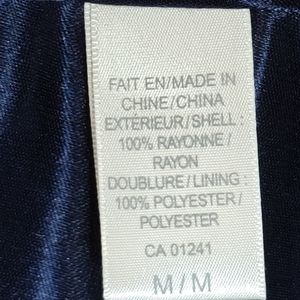 FAIT EN/MADE IN
CHINE/CHINA
EXTÉRIEUR/SHELL:
100% RAYONNE/
RAYON
DOUBLURE/LINING:
100% POLYESTER/
POLYESTER
CA 01241
M/M